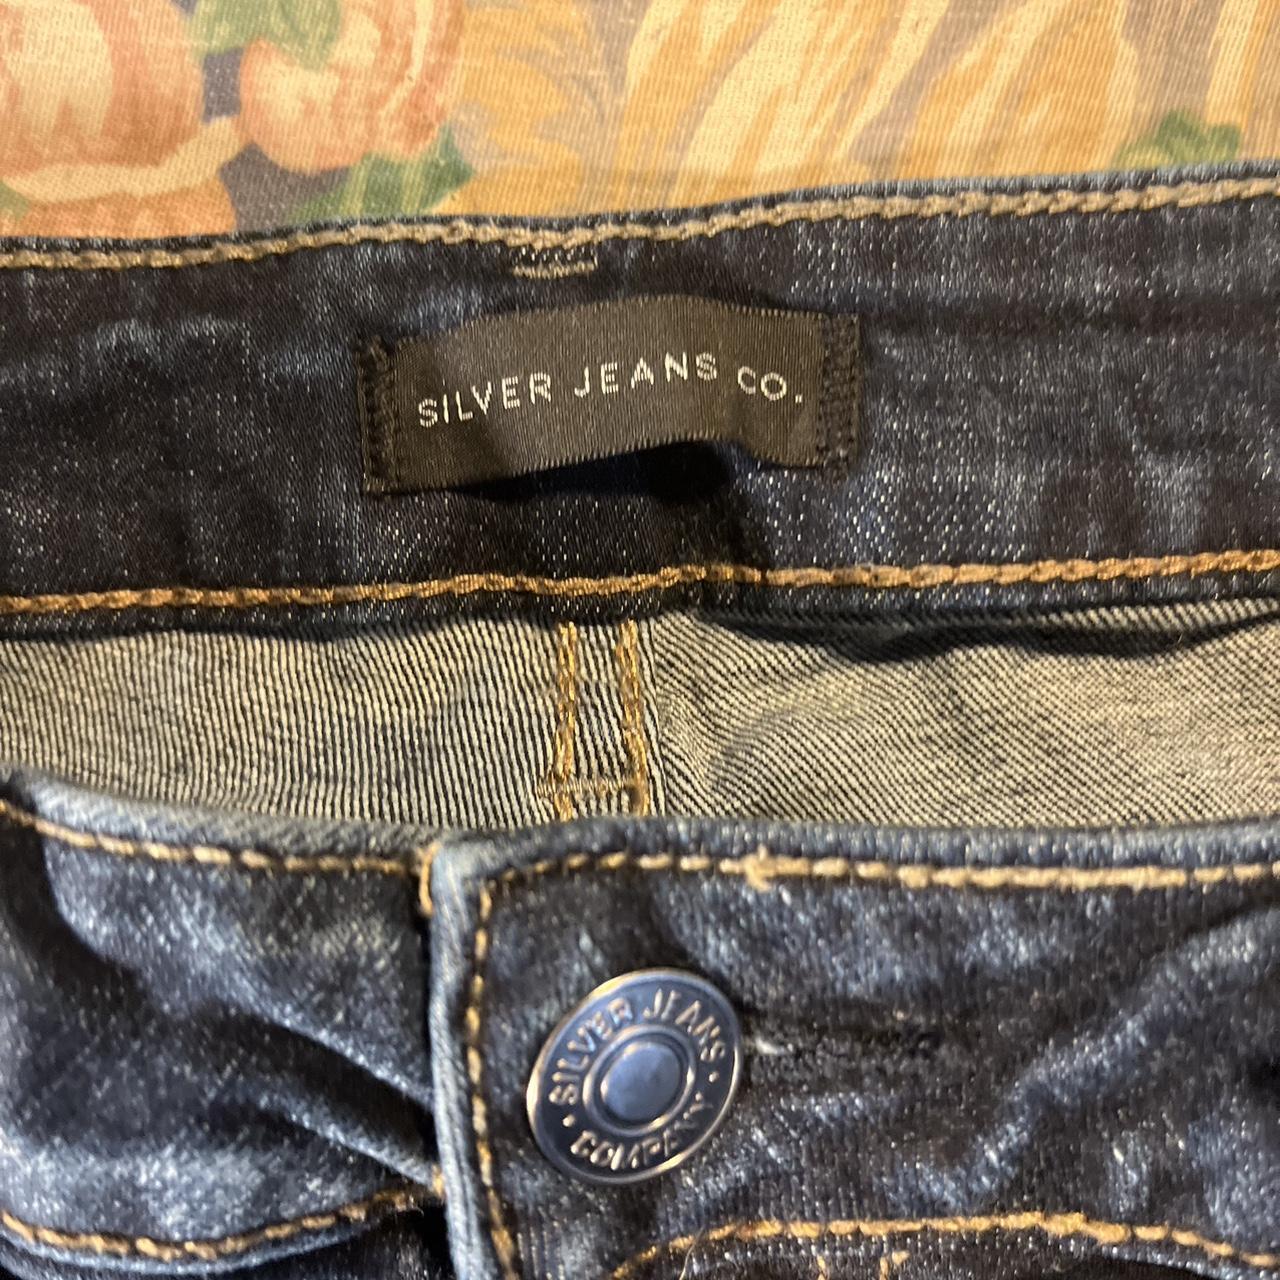 SILVER JEANS CO.
SILVER JEANS
• COMPANY •